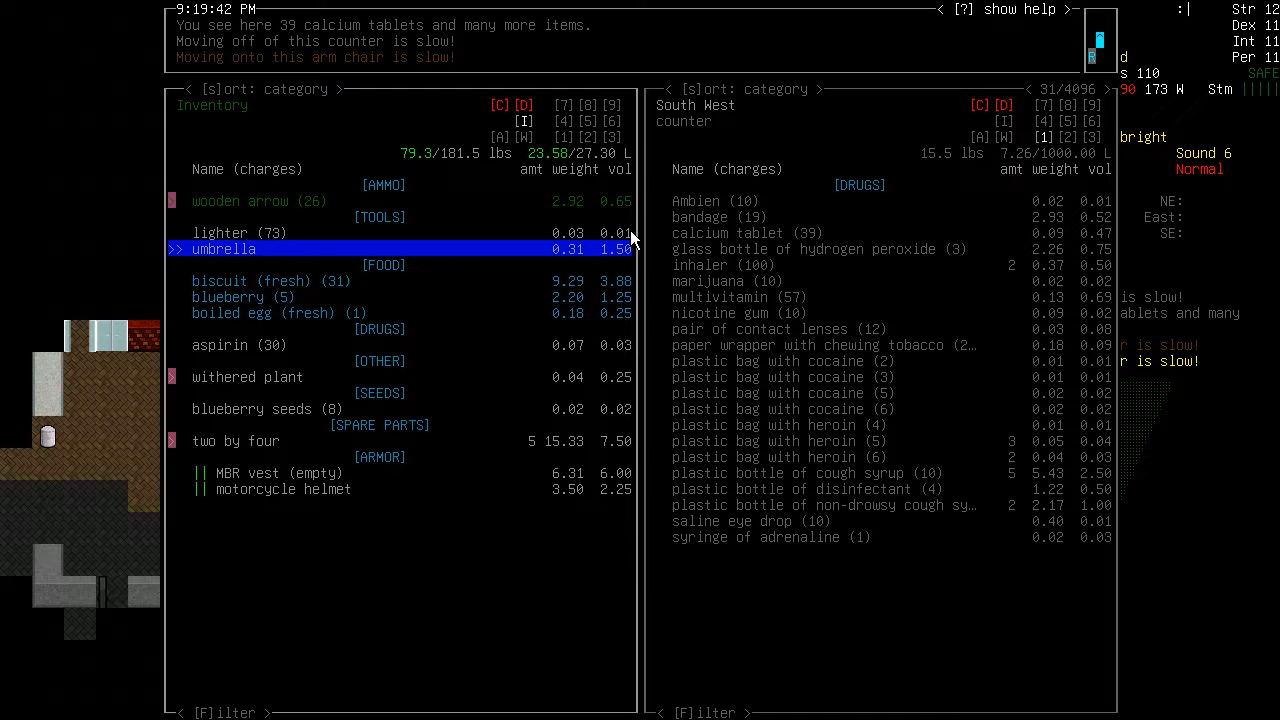 9:19:42 PM
< [?] show help >
You see here 39 calcium tablets and many more items.
Moving off of this counter is slow!
Moving onto this arm chair is slow!
^
R
:|
Str 12
Dex 11
Int 11
Per 11
d
s 110
SAFE
90 173 W Stm |||||
bright
Sound 6
Normal
NE:
East:
SE:
is slow!
ablets and many
r is slow!
r is slow!
< [s]ort: category >
Inventory
[C] [D] [7] [8] [9]
[I] [4] [5] [6]
[A] [W] [1] [2] [3]
79.3/181.5 lbs 23.58/27.30 L
Name (charges) amt weight vol
[AMMO]
> wooden arrow (26) 2.92 0.65
[TOOLS]
lighter (73) 0.03 0.01
>> umbrella 0.31 1.50
[FOOD]
biscuit (fresh) (31) 9.29 3.88
blueberry (5) 2.20 1.25
boiled egg (fresh) (1) 0.18 0.25
[DRUGS]
aspirin (30) 0.07 0.03
[OTHER]
> withered plant 0.04 0.25
[SEEDS]
blueberry seeds (8) 0.02 0.02
[SPARE PARTS]
> two by four 5 15.33 7.50
[ARMOR]
|| MBR vest (empty) 6.31 6.00
|| motorcycle helmet 3.50 2.25
< [F]ilter >
< [s]ort: category >
< 31/4096 >
South West
counter
[C] [D] [7] [8] [9]
[I] [4] [5] [6]
[A] [W] [1] [2] [3]
15.5 lbs 7.26/1000.00 L
Name (charges) amt weight vol
[DRUGS]
Ambien (10) 0.02 0.01
bandage (19) 2.93 0.52
calcium tablet (39) 0.09 0.47
glass bottle of hydrogen peroxide (3) 2.26 0.75
inhaler (100) 2 0.37 0.50
marijuana (10) 0.02 0.02
multivitamin (57) 0.13 0.69
nicotine gum (10) 0.09 0.02
pair of contact lenses (12) 0.03 0.08
paper wrapper with chewing tobacco (2… 0.18 0.09
plastic bag with cocaine (2) 0.01 0.01
plastic bag with cocaine (3) 0.01 0.01
plastic bag with cocaine (5) 0.01 0.01
plastic bag with cocaine (6) 0.01 0.01
plastic bag with heroin (4) 0.01 0.01
plastic bag with heroin (5) 3 0.05 0.04
plastic bag with heroin (6) 2 0.04 0.03
plastic bottle of cough syrup (10) 5 5.43 2.50
plastic bottle of disinfectant (4) 1.22 0.50
plastic bottle of non-drowsy cough sy… 2 2.17 1.00
saline eye drop (10) 0.40 0.01
syringe of adrenaline (1) 0.02 0.03
< [F]ilter >